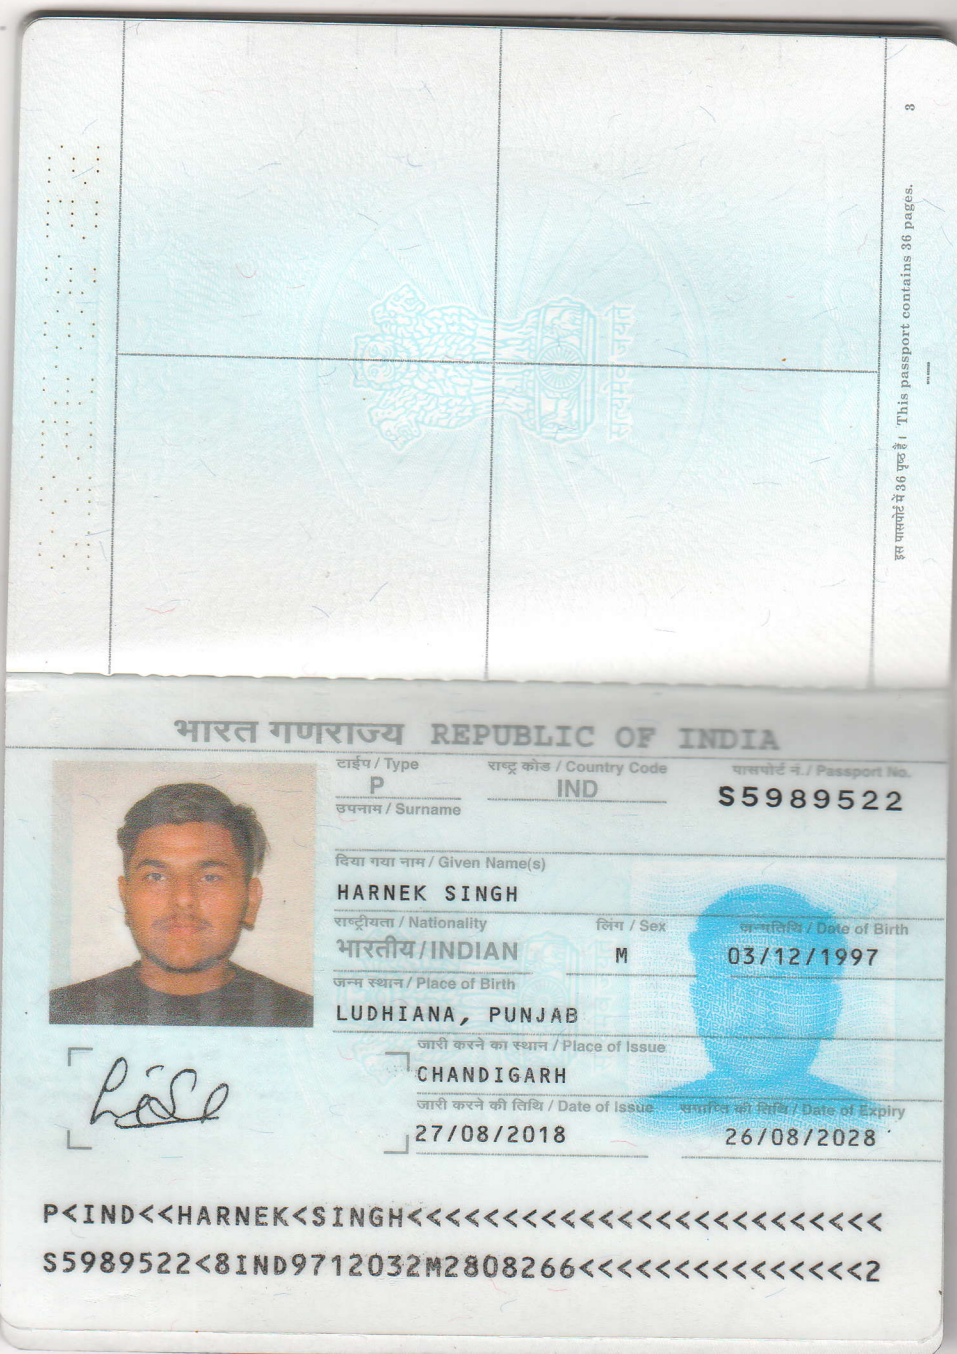 3
इस पासपोर्ट में 36 पृष्ठ हैं। This passport contains 36 pages.
भारत गणराज्य REPUBLIC OF INDIA
टाईप / Type राष्ट्र कोड / Country Code पासपोर्ट नं. / Passport No.
P IND S5989522
उपनाम / Surname
दिया गया नाम / Given Name(s)
HARNEK SINGH
राष्ट्रीयता / Nationality लिंग / Sex जन्मतिथि / Date of Birth
भारतीय/INDIAN M 03/12/1997
जन्म स्थान / Place of Birth
LUDHIANA, PUNJAB
जारी करने का स्थान / Place of Issue
CHANDIGARH
जारी करने की तिथि / Date of Issue समाप्ति की तिथि / Date of Expiry
27/08/2018 26/08/2028
P<IND<<HARNEK<SINGH<<<<<<<<<<<<<<<<<<<<<<<<<
S5989522<8IND9712032M2808266<<<<<<<<<<<<<<<2